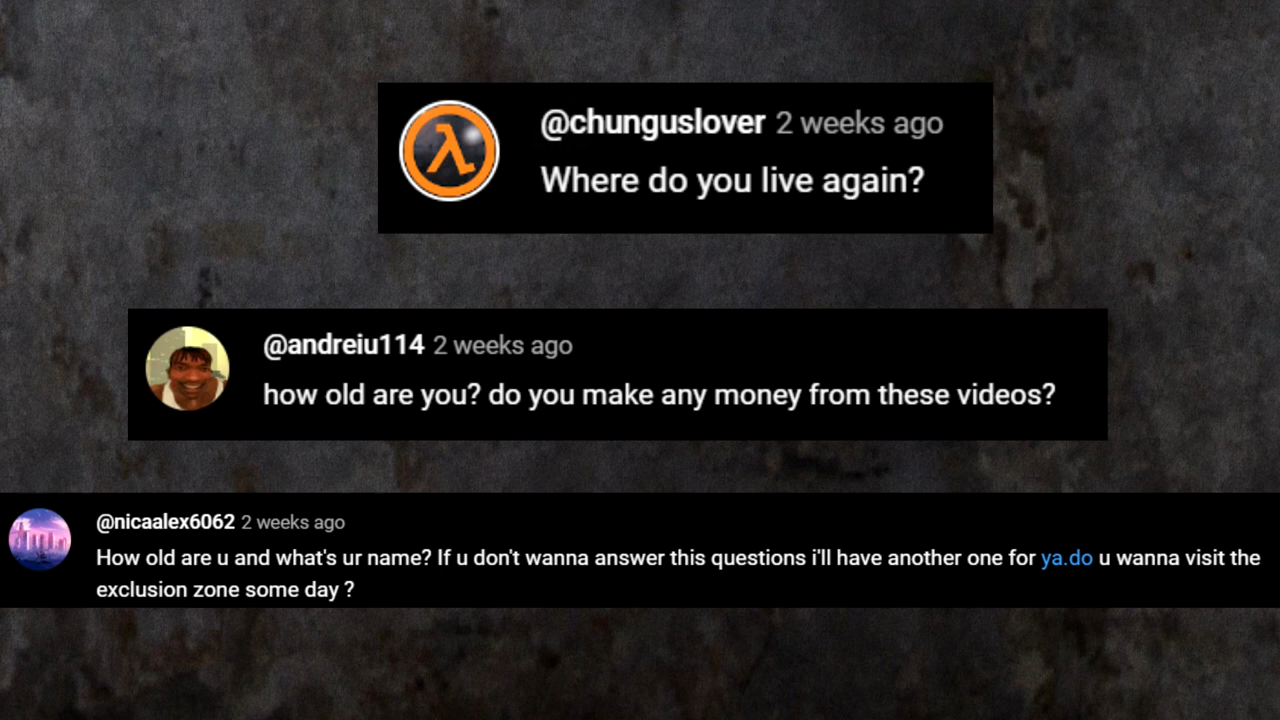 @chunguslover 2 weeks ago
Where do you live again?
@andreiu114 2 weeks ago
how old are you? do you make any money from these videos?
@nicaalex6062 2 weeks ago
How old are u and what's ur name? If u don't wanna answer this questions i'll have another one for ya.do u wanna visit the
exclusion zone some day ?